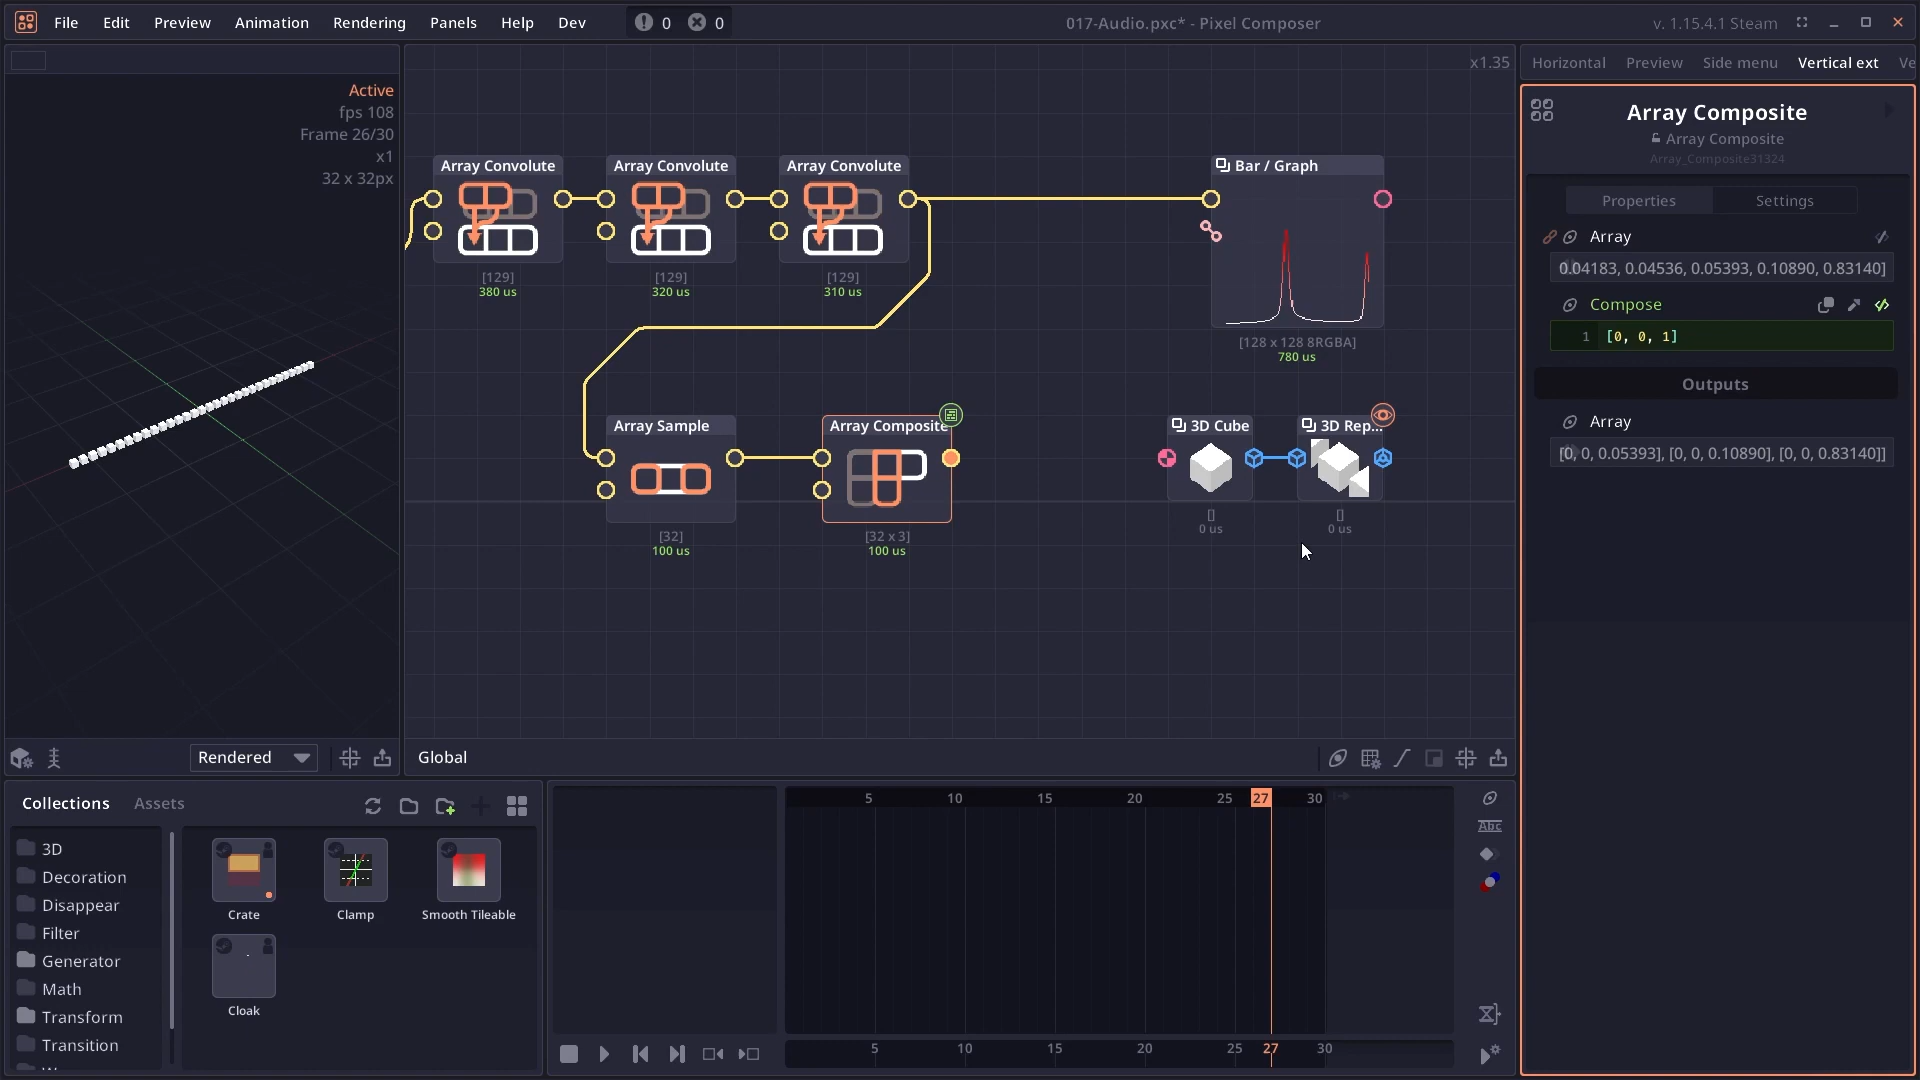 File Edit Preview Animation Rendering Panels Help Dev 0 0 017-Audio.pxc* - Pixel Composer v. 1.15.4.1 Steam
Active
fps 108
Frame 26/30
x1
32 x 32px
Rendered
x1.35
Array Convolute Array Convolute Array Convolute Bar / Graph
[129] [129] [129]
380 us 320 us 310 us
[128 x 128 8RGBA]
780 us
Array Sample Array Composite 3D Cube 3D Rep...
[] []
0 us 0 us
[32] [32 x 3]
100 us 100 us
Global
Horizontal Preview Side menu Vertical ext Ve
Array Composite
Array Composite
Array_Composite31324
Properties Settings
Array
0.04183, 0.04536, 0.05393, 0.10890, 0.83140]
Compose
1 [0, 0, 1]
Outputs
Array
[0, 0, 0.05393], [0, 0, 0.10890], [0, 0, 0.83140]]
Collections Assets
3D
Decoration
Disappear
Filter
Generator
Math
Transform
Transition
Crate Clamp Smooth Tileable
Cloak
5 10 15 20 25 27 30
Abc
5 10 15 20 25 27 30